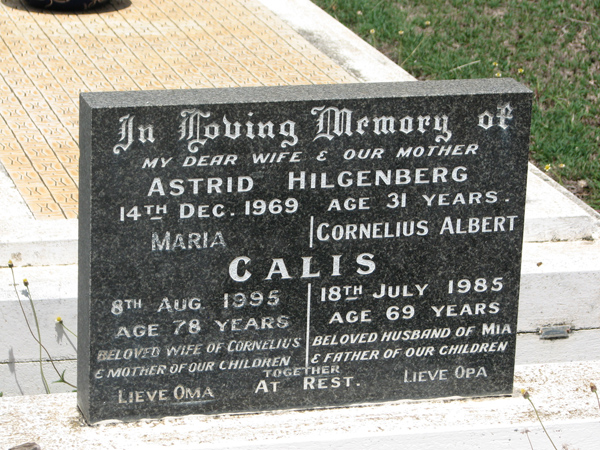 In Loving Memory of
MY DEAR WIFE & OUR MOTHER
ASTRID HILGENBERG
14TH DEC. 1969 AGE 31 YEARS.
MARIA
CORNELIUS ALBERT
CALIS
8TH AUG 1995
AGE 78 YEARS
BELOVED WIFE OF CORNELIUS
& MOTHER OF OUR CHILDREN
LIEVE OMA
18TH JULY 1985
AGE 69 YEARS
BELOVED HUSBAND OF MIA
& FATHER OF OUR CHILDREN
LIEVE OPA
TOGETHER
AT REST.